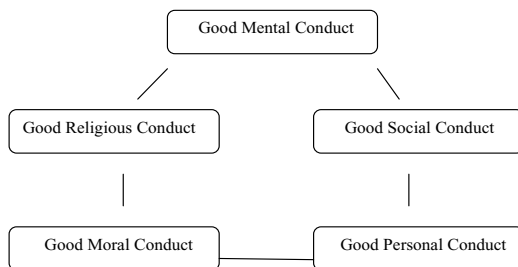 Good Mental Conduct
Good Religious Conduct
Good Social Conduct
Good Moral Conduct
Good Personal Conduct